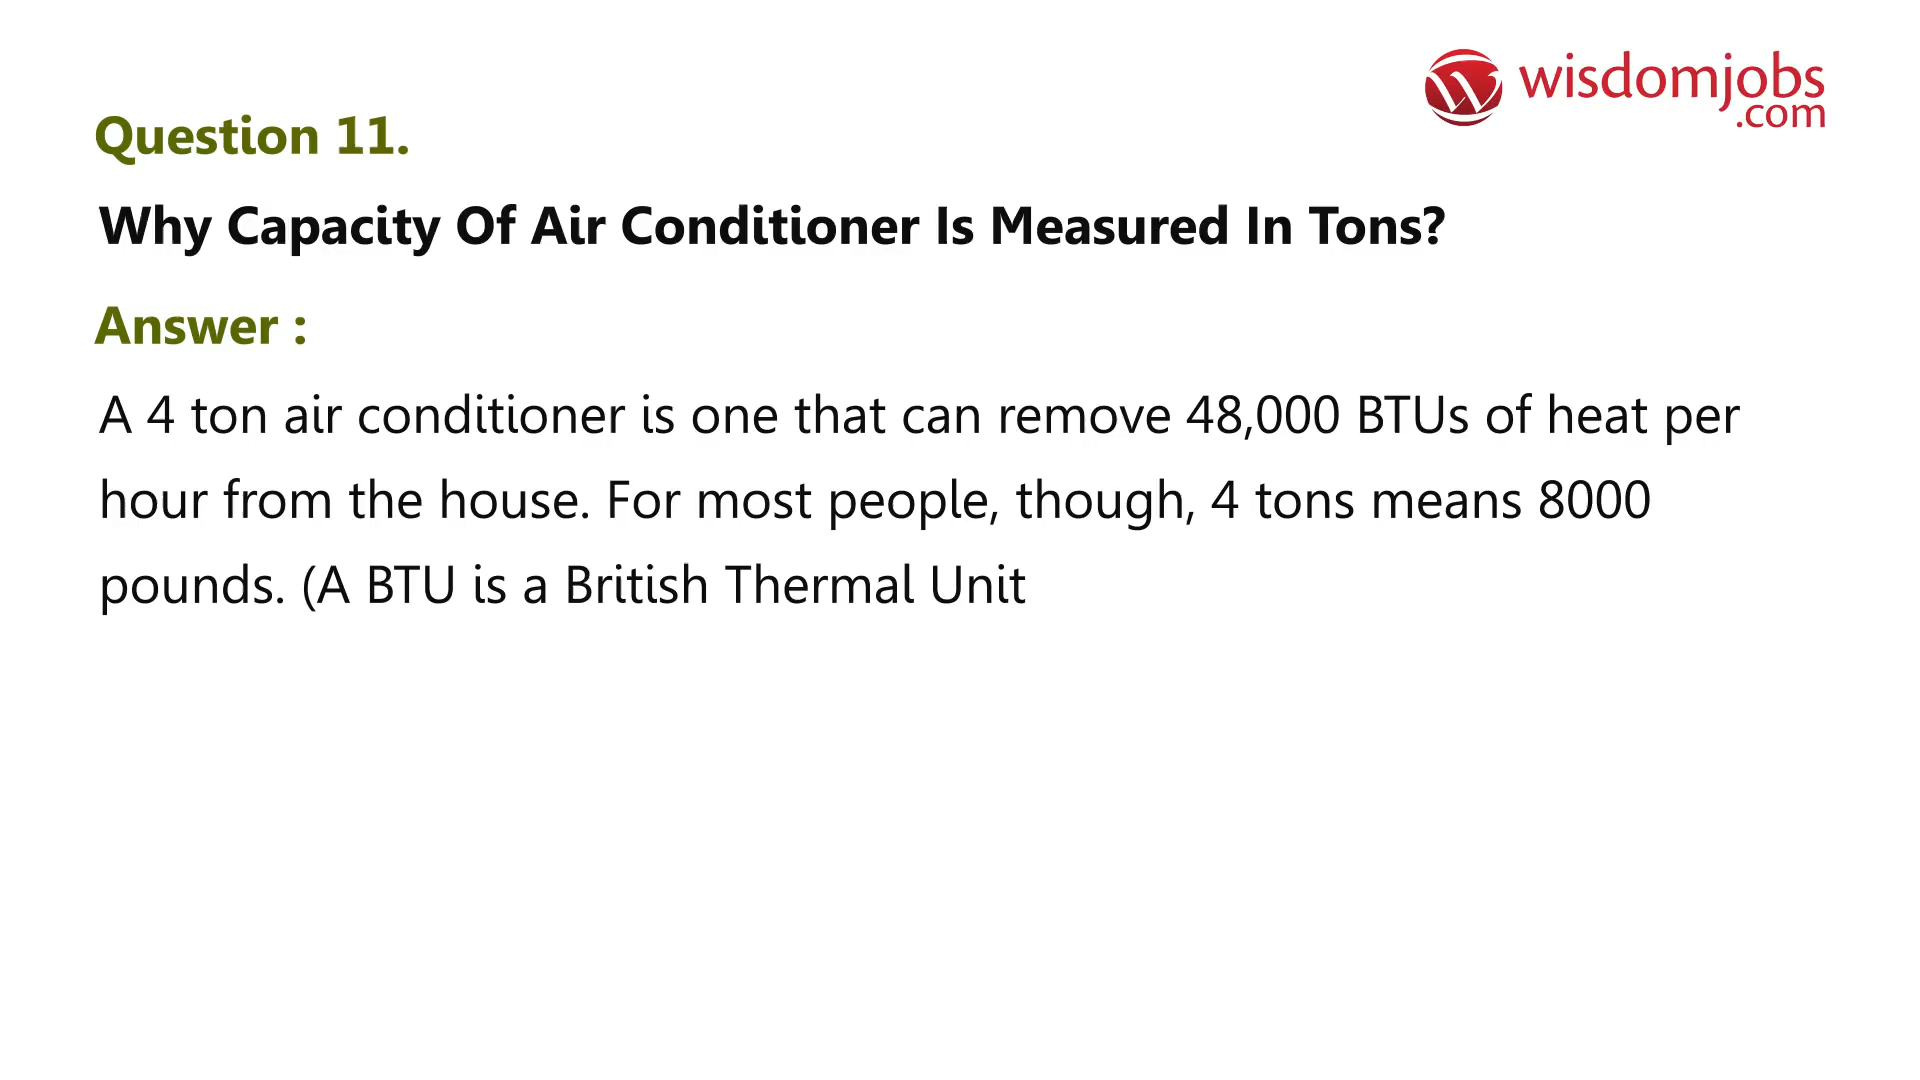 wisdomjobs
.com
Question 11.
Why Capacity Of Air Conditioner Is Measured In Tons?
Answer :
A 4 ton air conditioner is one that can remove 48,000 BTUs of heat per
hour from the house. For most people, though, 4 tons means 8000
pounds. (A BTU is a British Thermal Unit